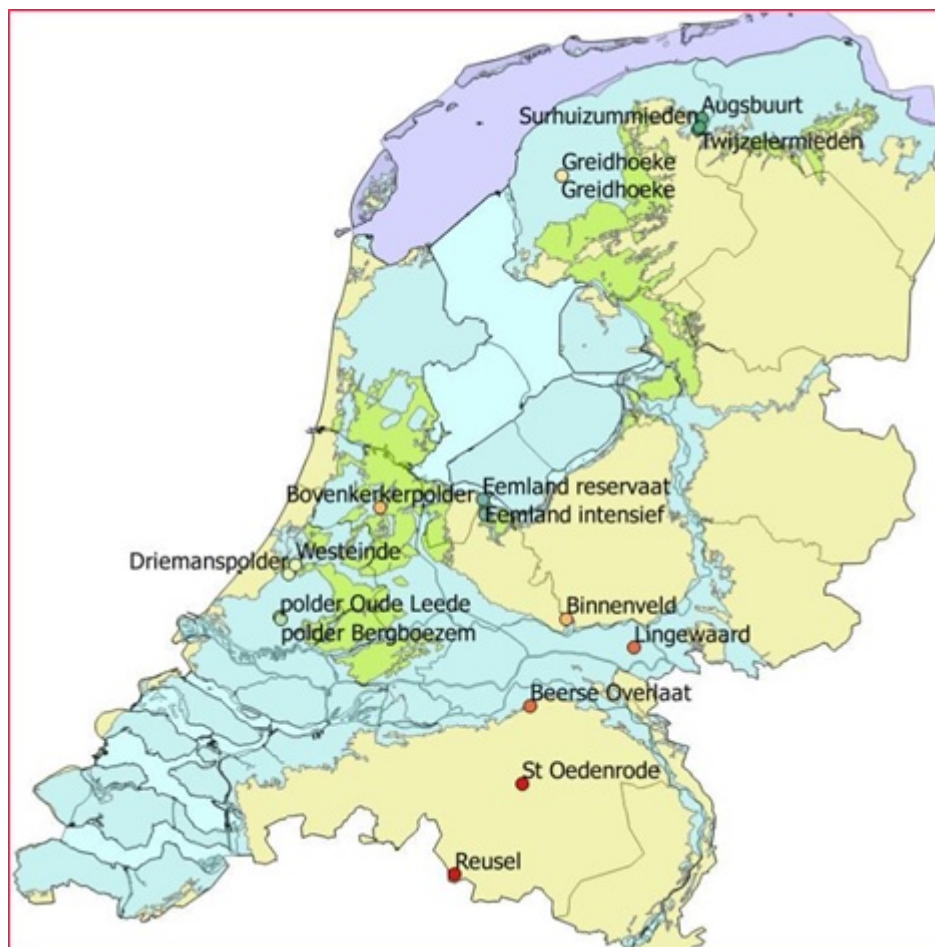 Augsbuurt
Surhuizummieden
Twijzelermieden
Greidhoeke
Greidhoeke
Eemland reservaat
Bovenkerkerpolder
Eemland intensief
Westeinde
Driemanspolder
polder Oude Leede
Binnenveld
polder Bergboezem
Lingewaard
Beerse Overlaat
St Oedenrode
Reusel